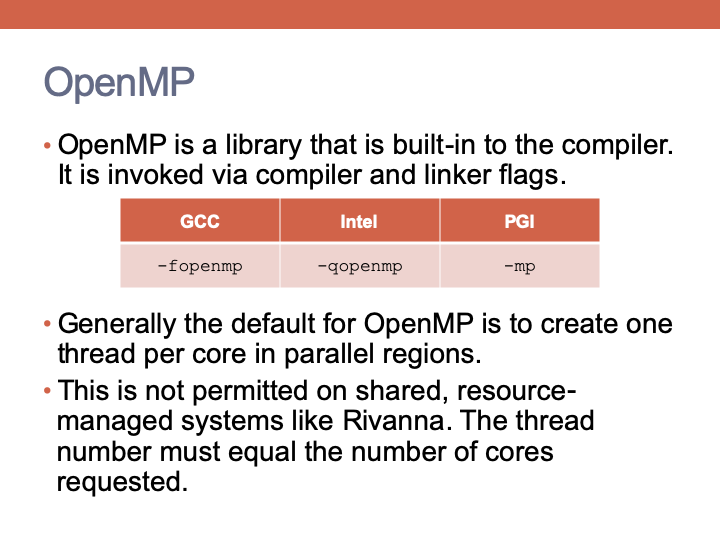 OpenMP
• OpenMP is a library that is built-in to the compiler.
It is invoked via compiler and linker flags.
GCC Intel PGI
-fopenmp -qopenmp -mp
• Generally the default for OpenMP is to create one
thread per core in parallel regions.
• This is not permitted on shared, resource-
managed systems like Rivanna. The thread
number must equal the number of cores
requested.